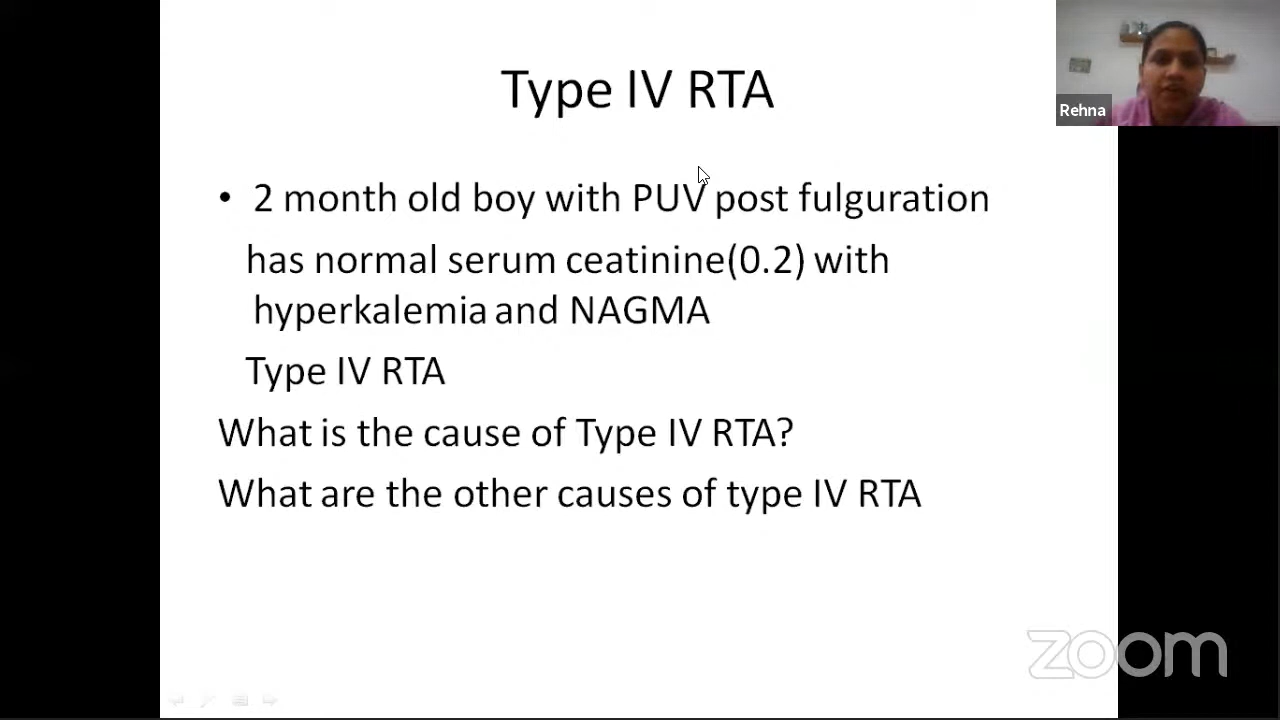 Type IV RTA
Rehna
• 2 month old boy with PUV post fulguration
has normal serum ceatinine(0.2) with
hyperkalemia and NAGMA
Type IV RTA
What is the cause of Type IV RTA?
What are the other causes of type IV RTA
zoom